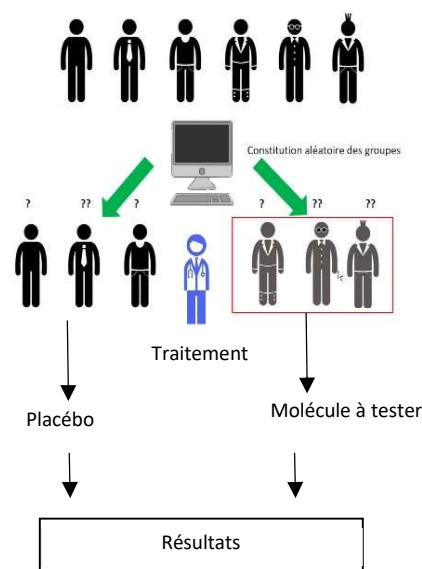 Constitution aléatoire des groupes
? ?? ? ? ?? ??
Traitement
Placébo
Molécule à tester
Résultats